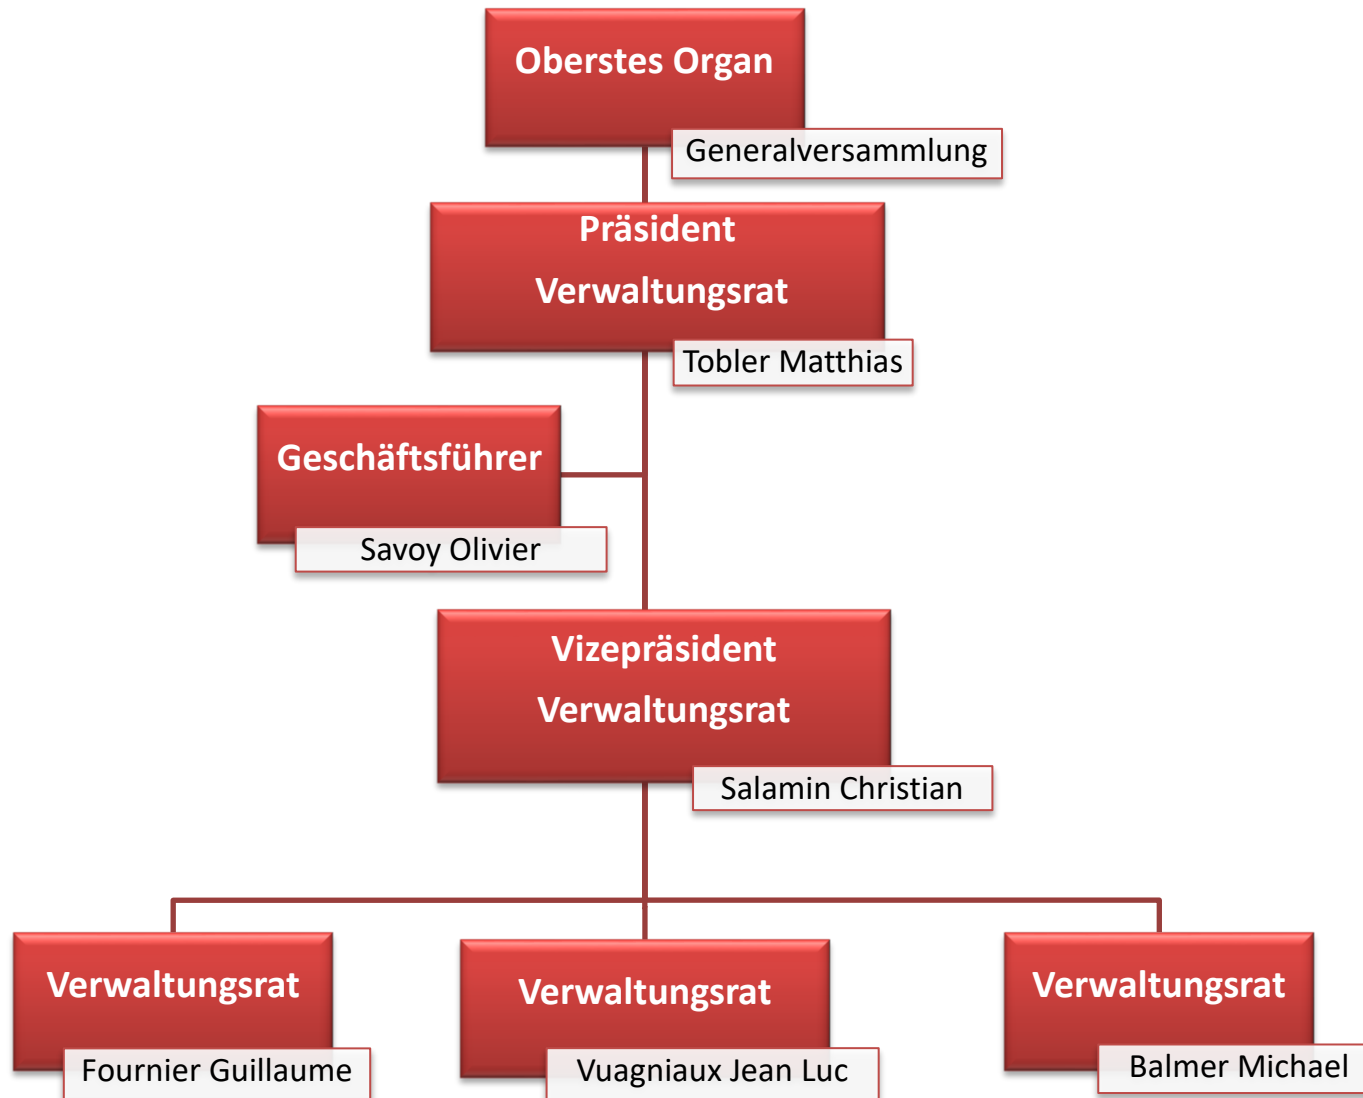 Oberstes Organ
Generalversammlung
Präsident
Verwaltungsrat
Tobler Matthias
Geschäftsführer
Savoy Olivier
Vizepräsident
Verwaltungsrat
Salamin Christian
Verwaltungsrat
Fournier Guillaume
Verwaltungsrat
Vuagniaux Jean Luc
Verwaltungsrat
Balmer Michael